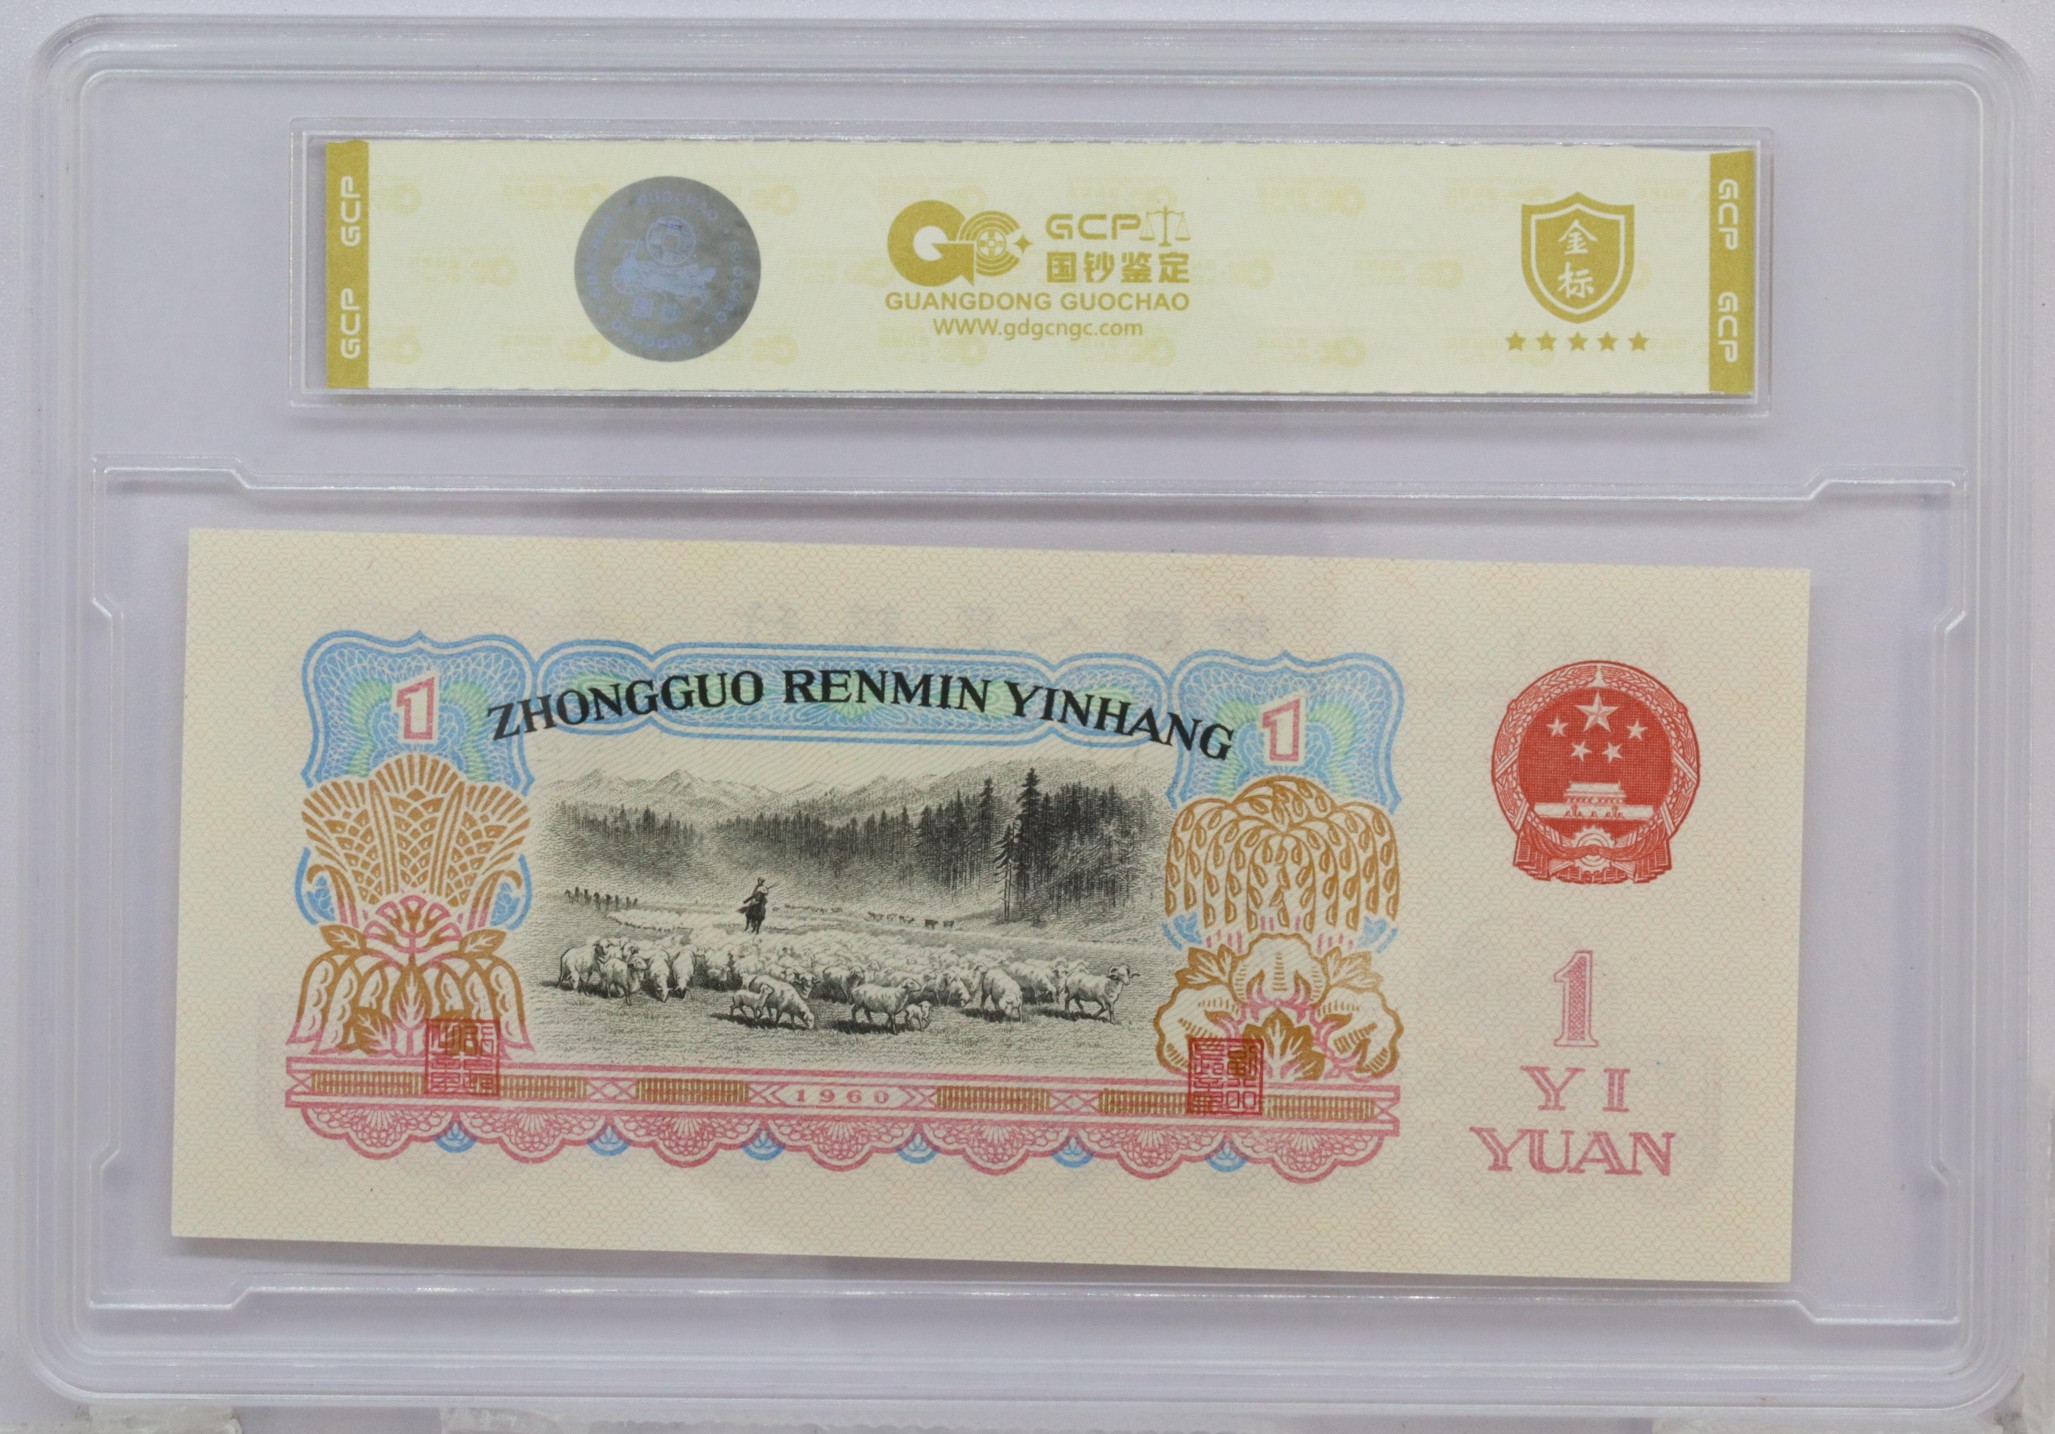 GCP
GCP
GCP
国钞鉴定
GUANGDONG GUOCHAO
WWW.gdgcngc.com
金
标
GCP
GCP
1
ZHONGGUO RENMIN YINHANG
1
1960
1
YI
YUAN